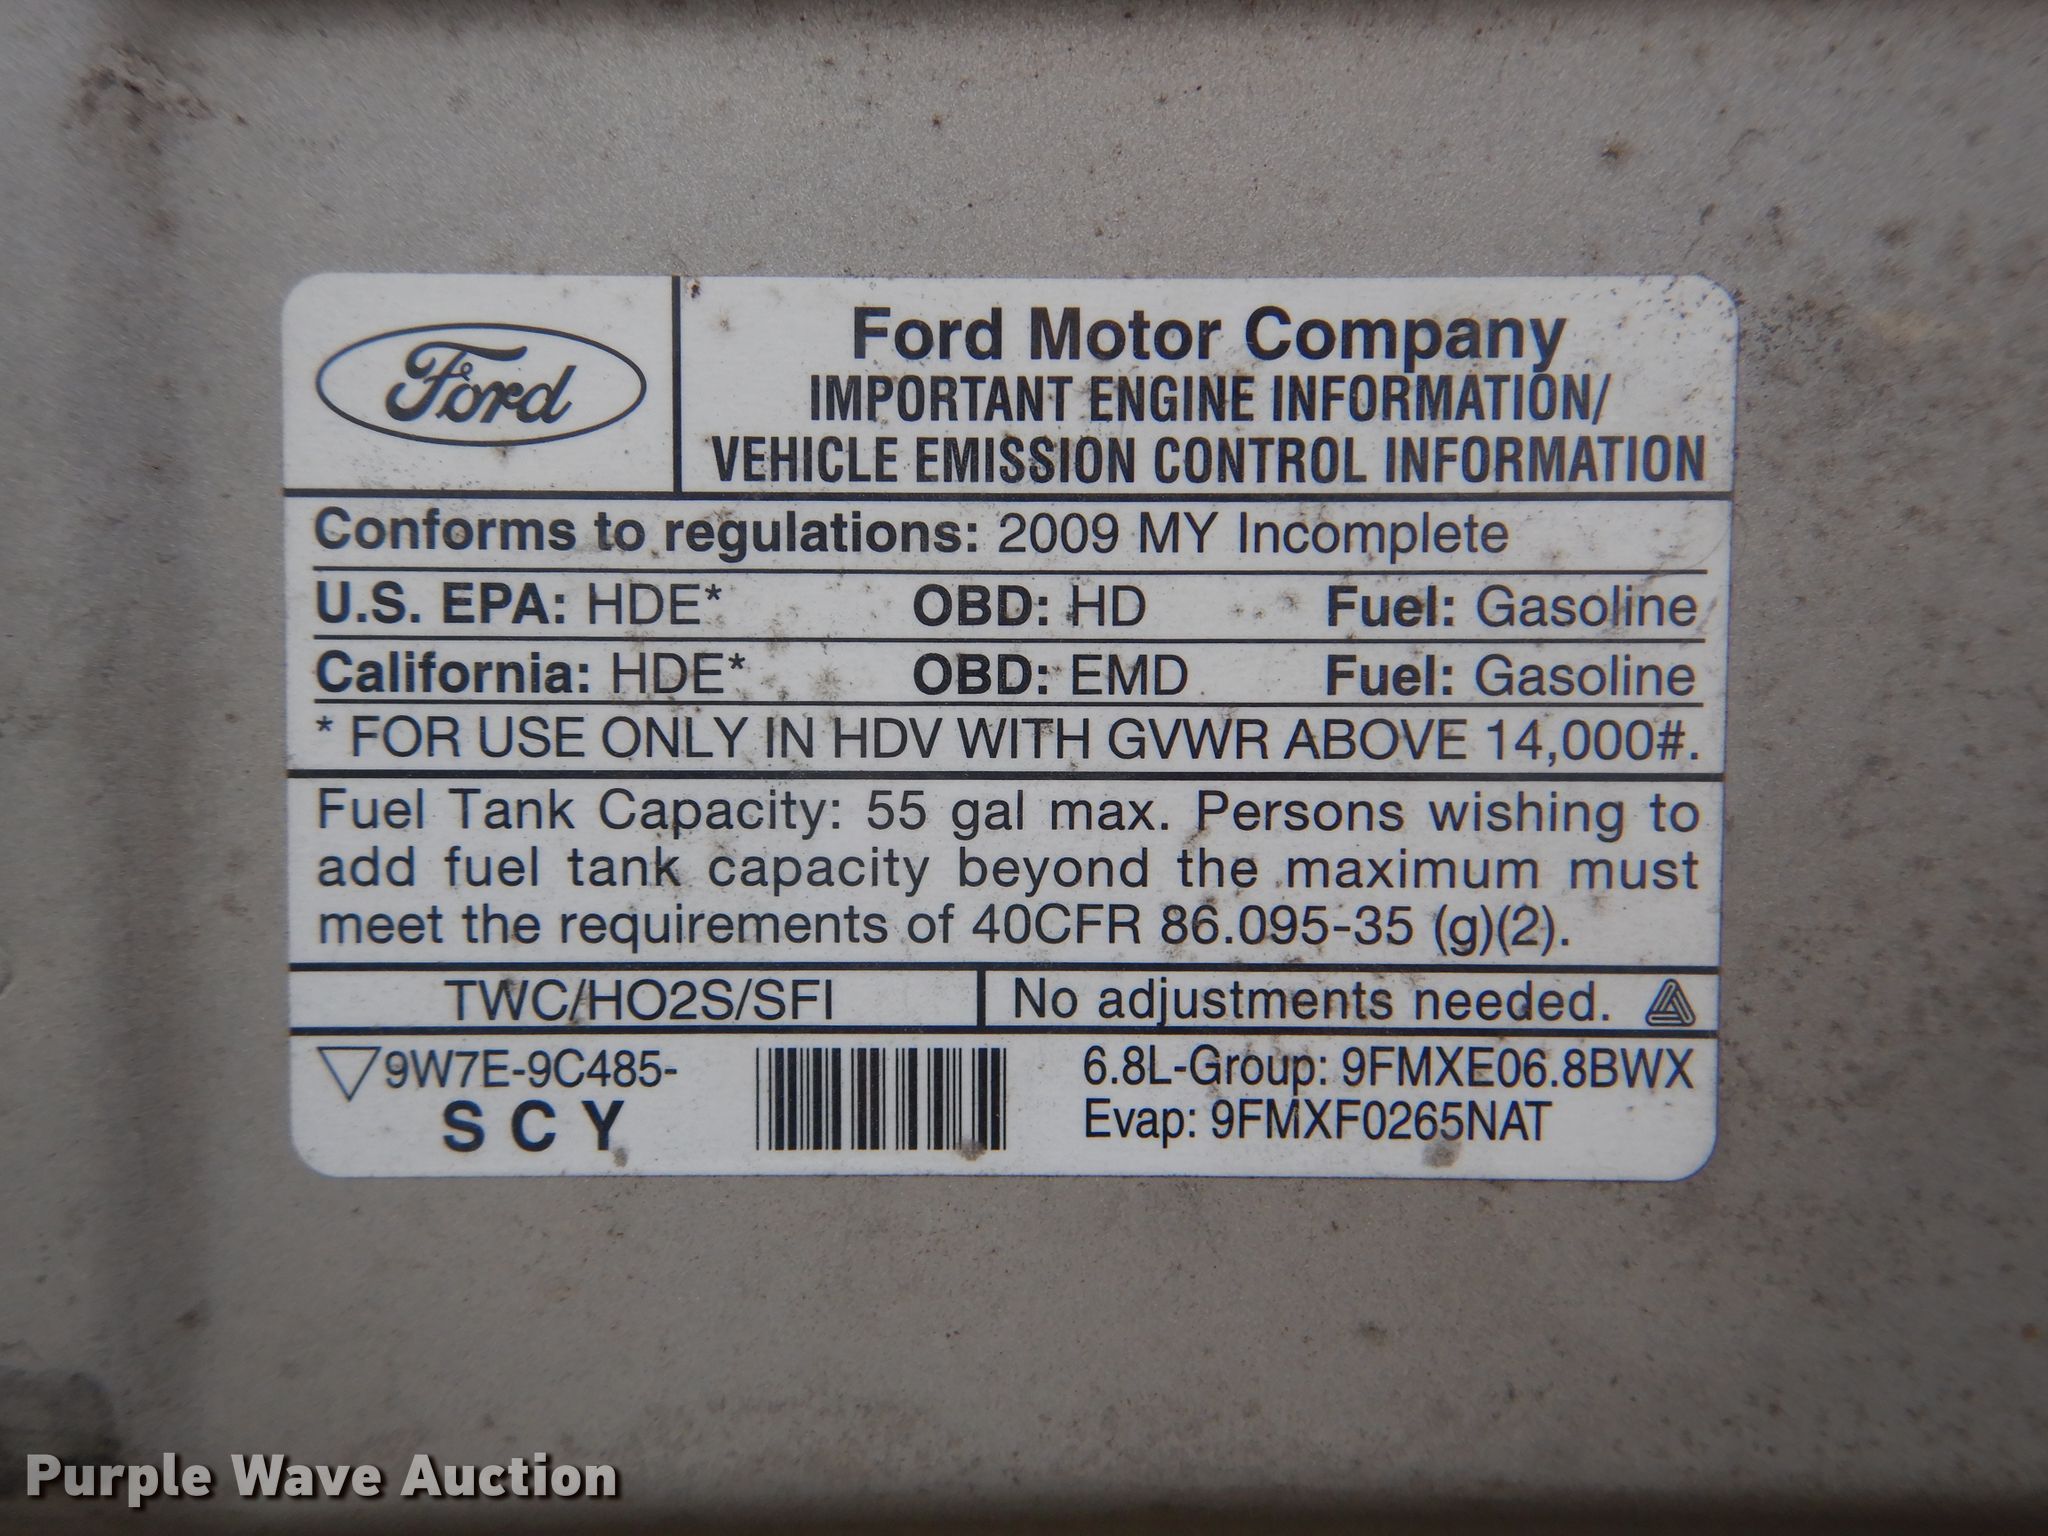 Ford
Ford Motor Company
IMPORTANT ENGINE INFORMATION/
VEHICLE EMISSION CONTROL INFORMATION
Conforms to regulations: 2009 MY Incomplete
U.S. EPA: HDE* OBD: HD Fuel: Gasoline
California: HDE* OBD: EMD Fuel: Gasoline
* FOR USE ONLY IN HDV WITH GVWR ABOVE 14,000#.
Fuel Tank Capacity: 55 gal max. Persons wishing to
add fuel tank capacity beyond the maximum must
meet the requirements of 40CFR 86.095-35 (g)(2).
TWC/HO2S/SFI No adjustments needed.
9W7E-9C485-
SCY
6.8L-Group: 9FMXE06.8BWX
Evap: 9FMXF0265NAT
Purple Wave Auction